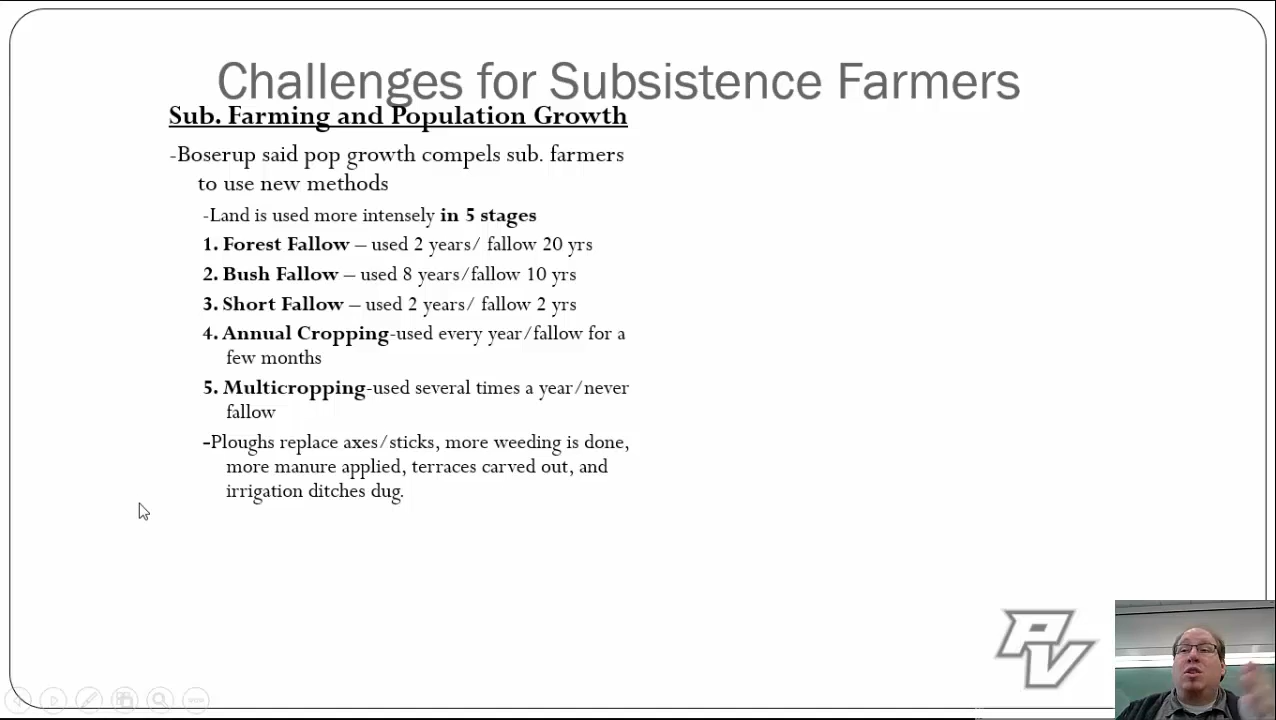 Challenges for Subsistence Farmers
Sub. Farming and Population Growth
-Boserup said pop growth compels sub. farmers
to use new methods
-Land is used more intensely in 5 stages
1. Forest Fallow – used 2 years/ fallow 20 yrs
2. Bush Fallow – used 8 years/fallow 10 yrs
3. Short Fallow – used 2 years/ fallow 2 yrs
4. Annual Cropping-used every year/fallow for a
few months
5. Multicropping-used several times a year/never
fallow
-Ploughs replace axes/sticks, more weeding is done,
more manure applied, terraces carved out, and
irrigation ditches dug.
PV